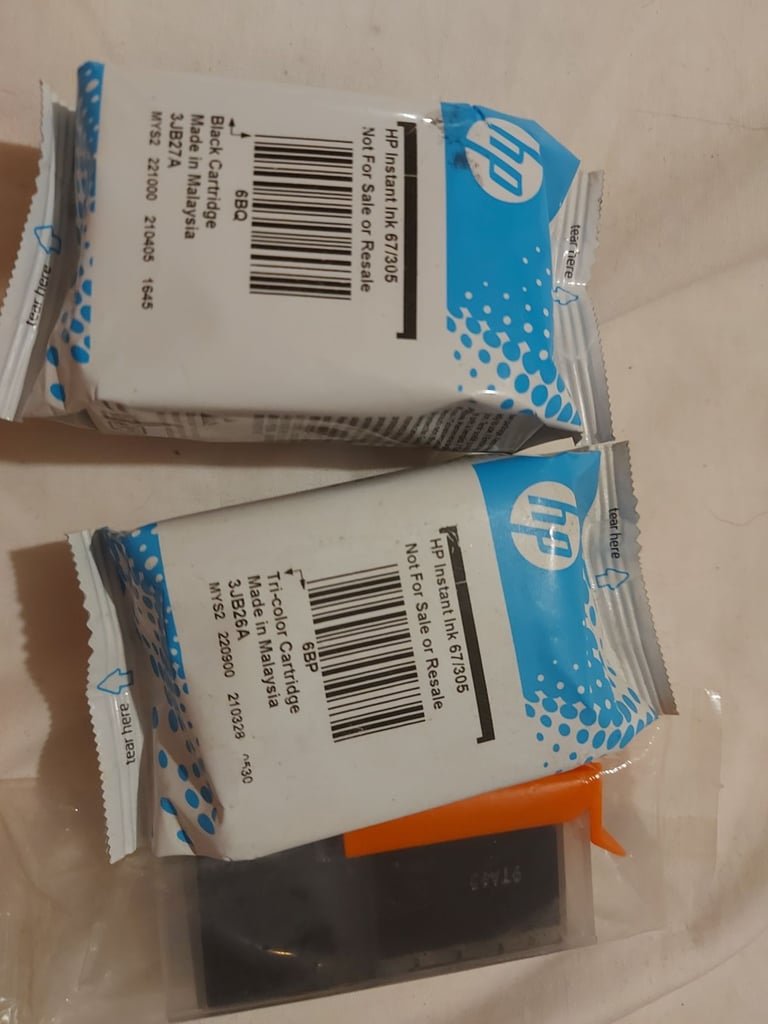 hp
tear here
HP Instant Ink 67/305
Not For Sale or Resale
6BQ
Black Cartridge
Made in Malaysia
3JB27A
MYS2 221000 210405 1645
tear here
hp
tear here
HP Instant Ink 67/305
Not For Sale or Resale
6BP
Tri-color Cartridge
Made in Malaysia
3JB26A
MYS2 220900 210328 0530
tear here